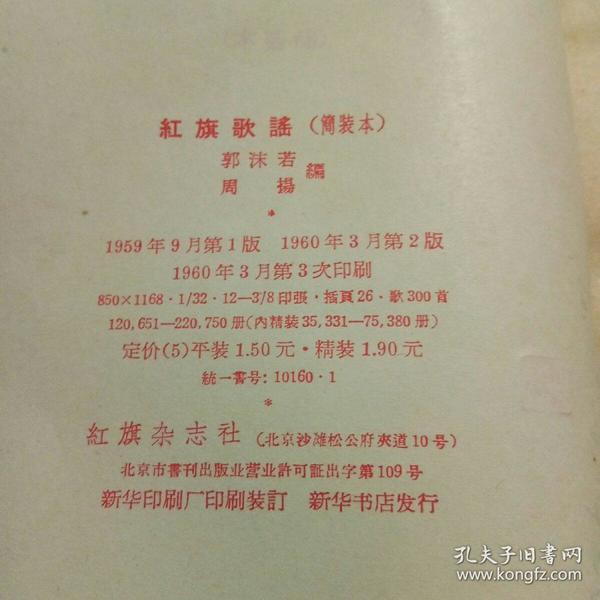 紅旗歌謠（簡装本）
郭沫若
周揚
編
*
1959年9月第1版 1960年3月第2版
1960年3月第3次印刷
850×1168·1/32·12—3/8印張·插頁26·歌300首
120,651—220,750册(內精装35,331—75,380册)
定价(5)平装1.50元·精装1.90元
統一書号:10160·1
*
紅旗杂志社（北京沙灘松公府夾道10号）
北京市書刊出版业营业許可証出字第109号
新华印刷厂印刷装訂 新华书店发行
孔夫子旧书网
www.kongfz.com